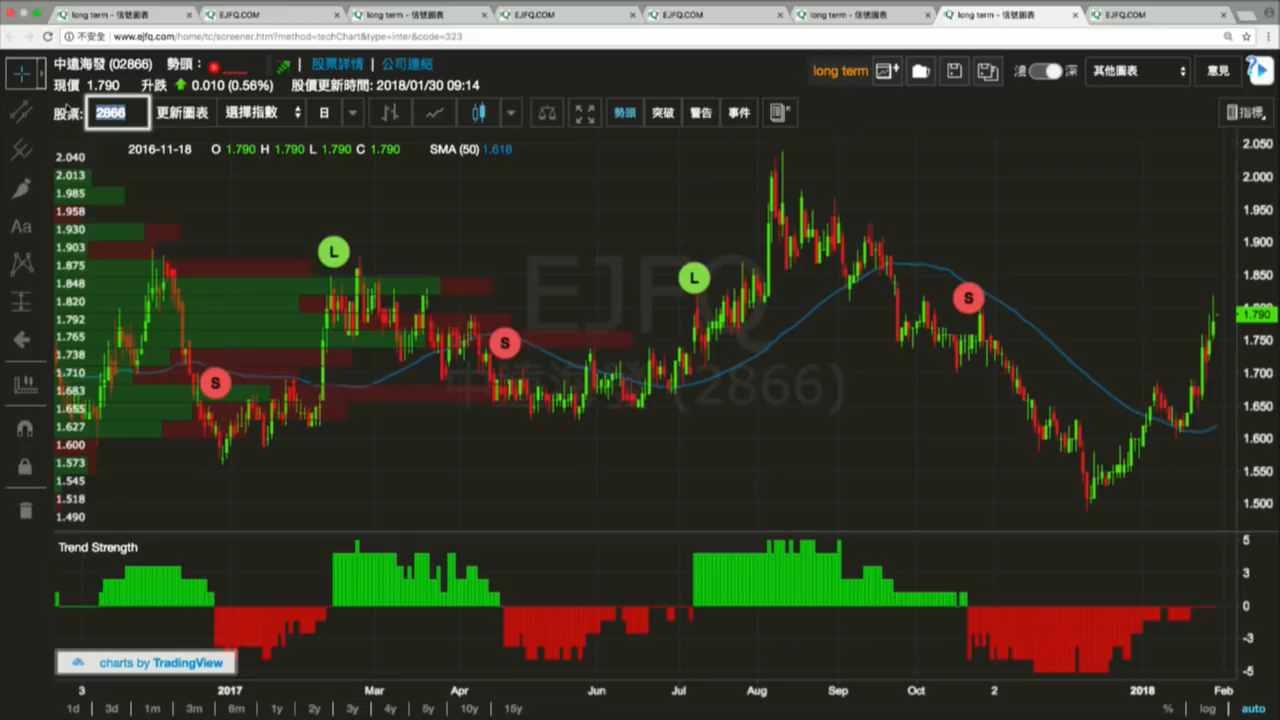 long term - 信號圖表
EJFQ.COM
long term - 信號圖表
EJFQ.COM
EJFQ.COM
long term - 信號圖表
long term - 信號圖表
EJFQ.COM
不安全 www.ejfq.com/home/tc/screener.htm?method=techChart&type=inter&code=323
中遠海發 (02866) 勢頭： 股票詳情 公司連結
long term 淺 深 其他圖表 意見
現價 1.790 升跌 0.010 (0.56%) 股價更新時間: 2018/01/30 09:14
股票: 2866 更新圖表 選擇指數 日 勢頭 突破 警告 事件 指標
2016-11-18 O 1.790 H 1.790 L 1.790 C 1.790 SMA (50) 1.618
2.040
2.013
1.985
1.958
1.930
1.903
1.875
1.848
1.820
1.792
1.765
1.738
1.710
1.683
1.655
1.627
1.600
1.573
1.545
1.518
1.490
S
L
S
L
S
EJFQ
中遠海發 (2866)
2.050
2.000
1.950
1.900
1.850
1.790
1.750
1.700
1.650
1.600
1.550
1.500
Trend Strength
5
3
0
-3
-5
charts by TradingView
3 2017 Mar Apr Jun Jul Aug Sep Oct 2 2018 Feb
1d 3d 1m 3m 6m 1y 2y 3y 4y 5y 10y 15y % log auto